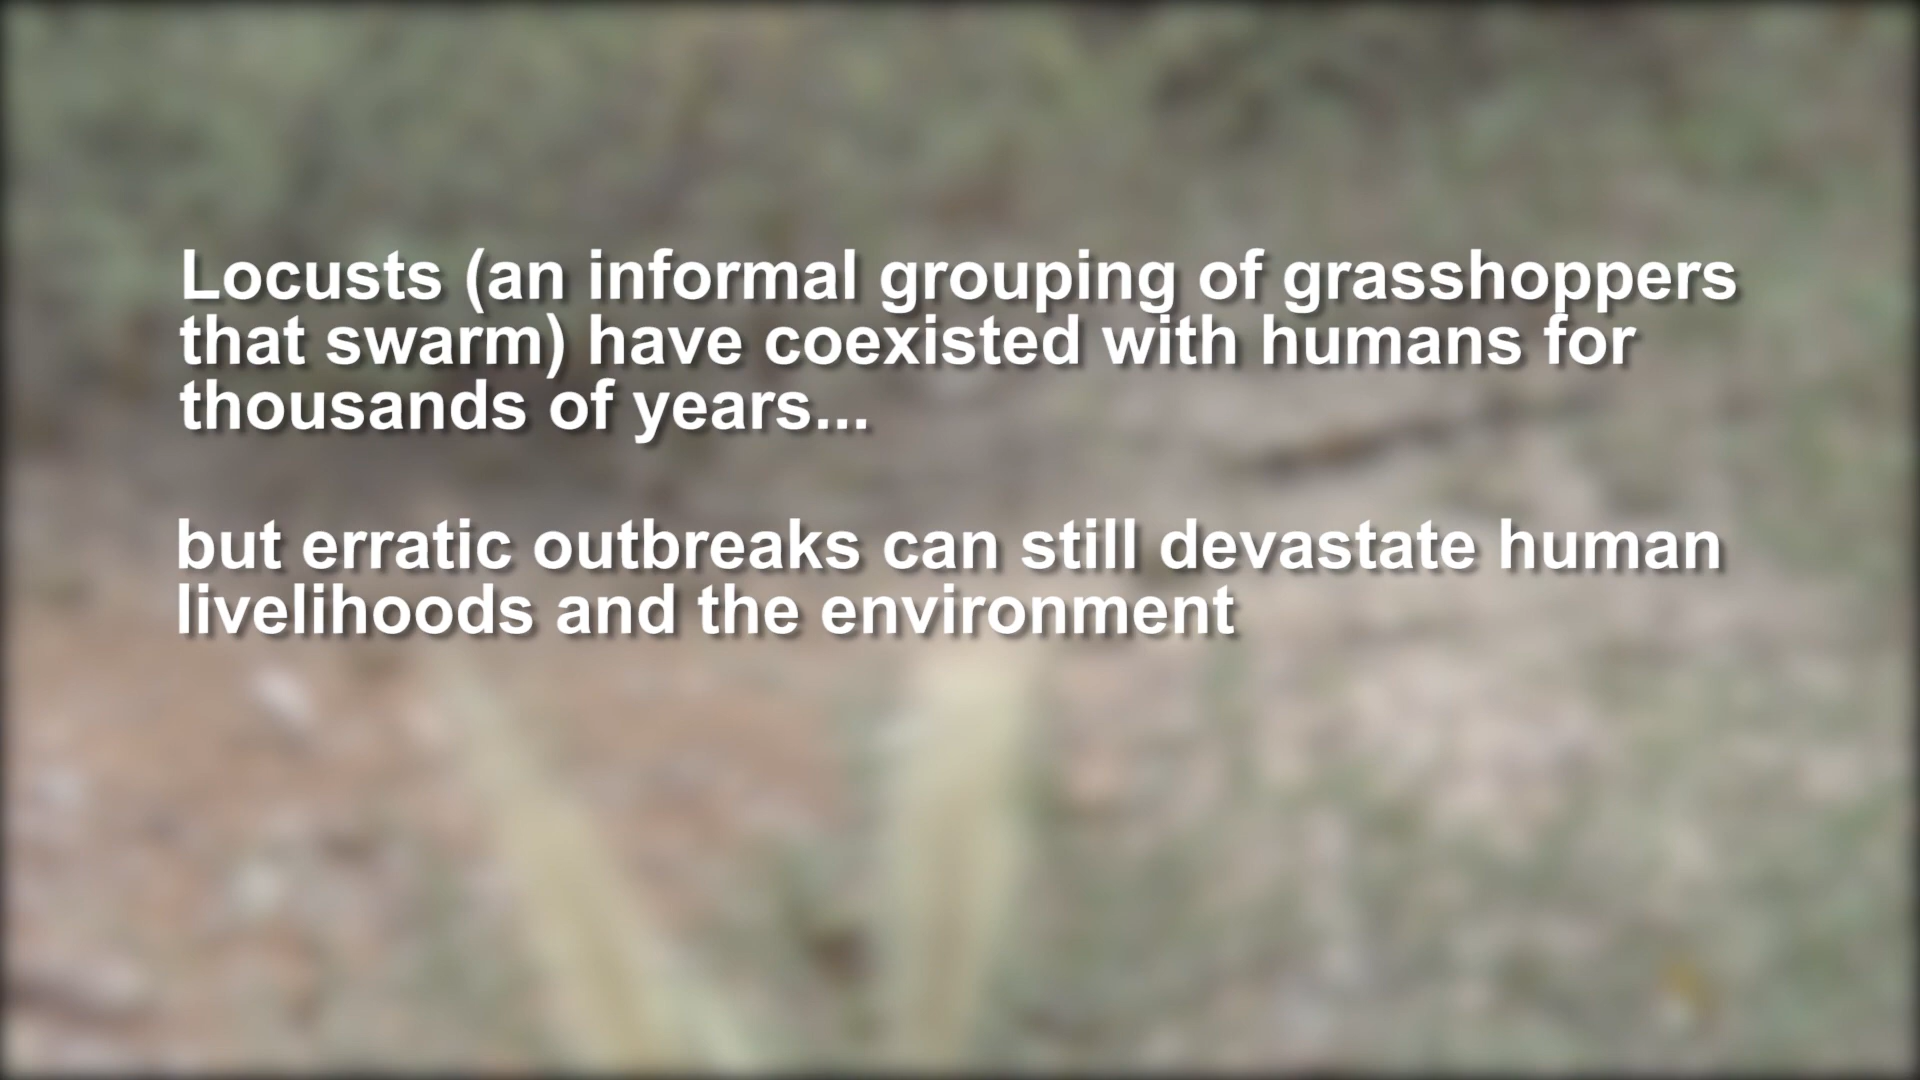 Locusts (an informal grouping of grasshoppers
that swarm) have coexisted with humans for
thousands of years...
but erratic outbreaks can still devastate human
livelihoods and the environment